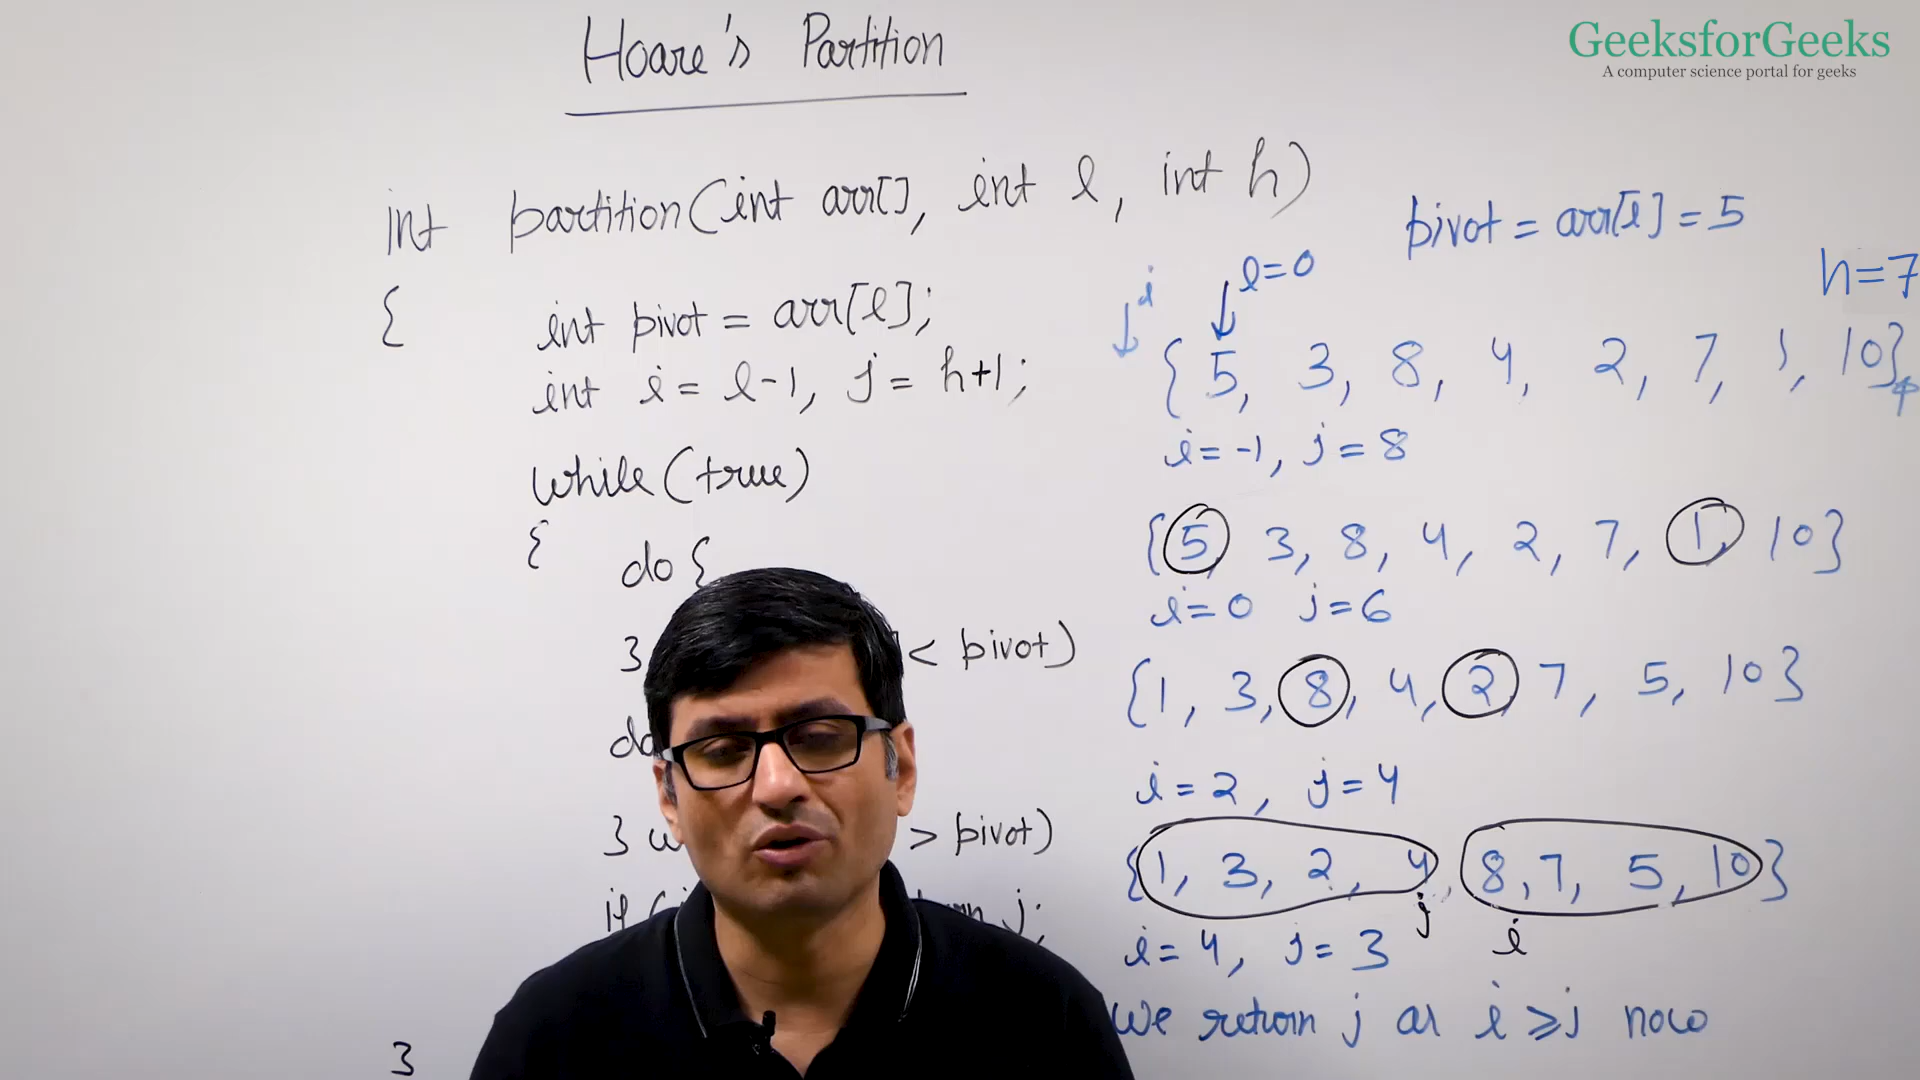 GeeksforGeeks
A computer science portal for geeks
Hoare's Partition
int partition(int arr[], int l, int h)
{
int pivot = arr[l];
int i = l-1, j = h+1;
while(true)
{
do {
} < pivot)
do
} w > pivot)
if (i j;
}
pivot = arr[l] = 5
i l=0 h=7
{5, 3, 8, 4, 2, 7, 1, 10}
i = -1, j = 8
{5, 3, 8, 4, 2, 7, 1, 10}
i=0 j=6
{1, 3, 8, 4, 2, 7, 5, 10}
i = 2, j = 4
{1, 3, 2, 4, 8, 7, 5, 10}
j i
i = 4, j = 3
We return j as i ≥ j now